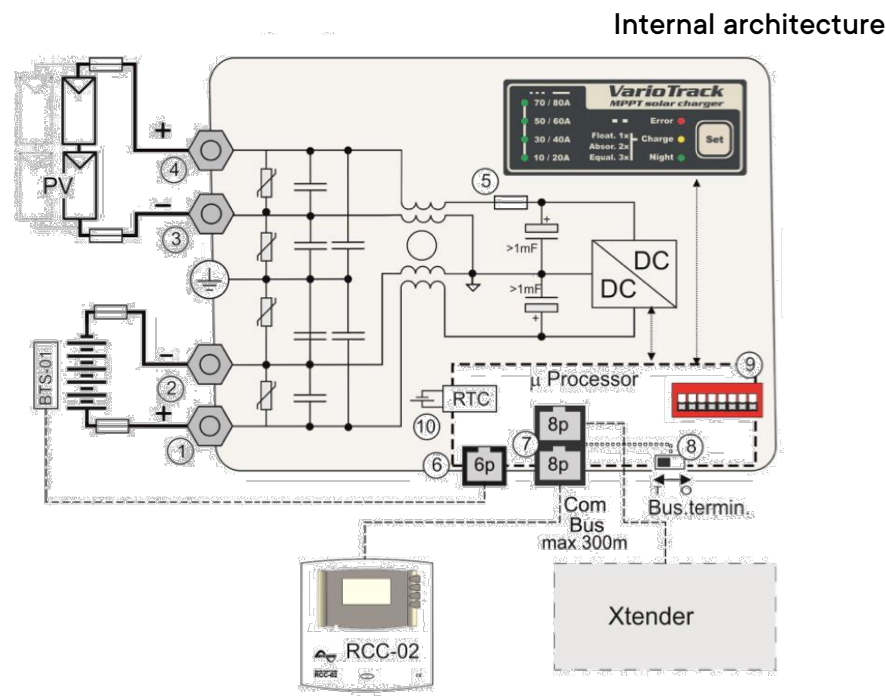 Internal architecture
VarioTrack
MPPT solar charger
70 / 80A
50 / 60A
Error
30 / 40A
Float. 1x
Absor. 2x
Equal. 3x
Charge
Set
10 / 20A
Night
+
4
PV
5
+
>1mF
−
3
DC
DC
>1mF
+
BTS-01
−
2
+
1
µ Processor
9
RTC
10
8p
7
8
6
6p
8p
T
O
Bus.termin.
Com
Bus
max 300m
Xtender
RCC-02
RCC-02